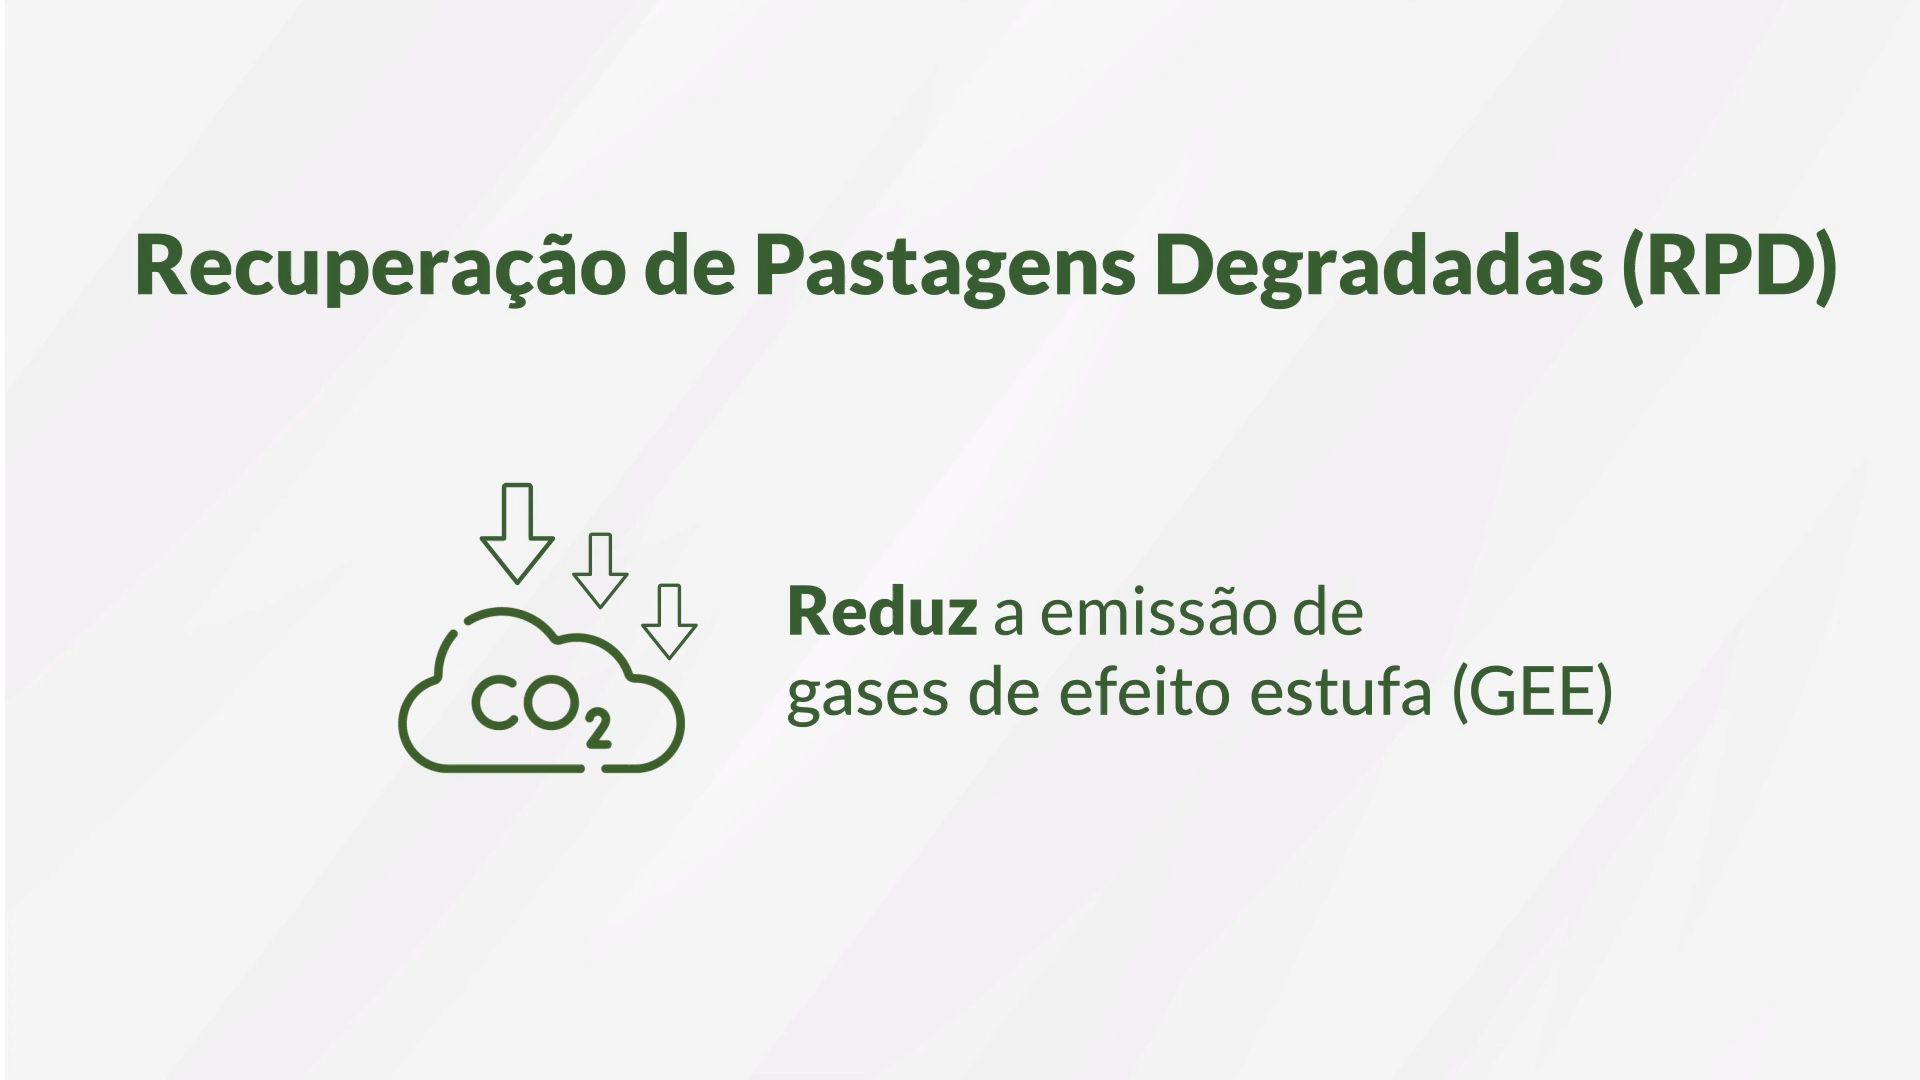 Recuperação de Pastagens Degradadas (RPD)
CO₂
Reduz a emissão de
gases de efeito estufa (GEE)